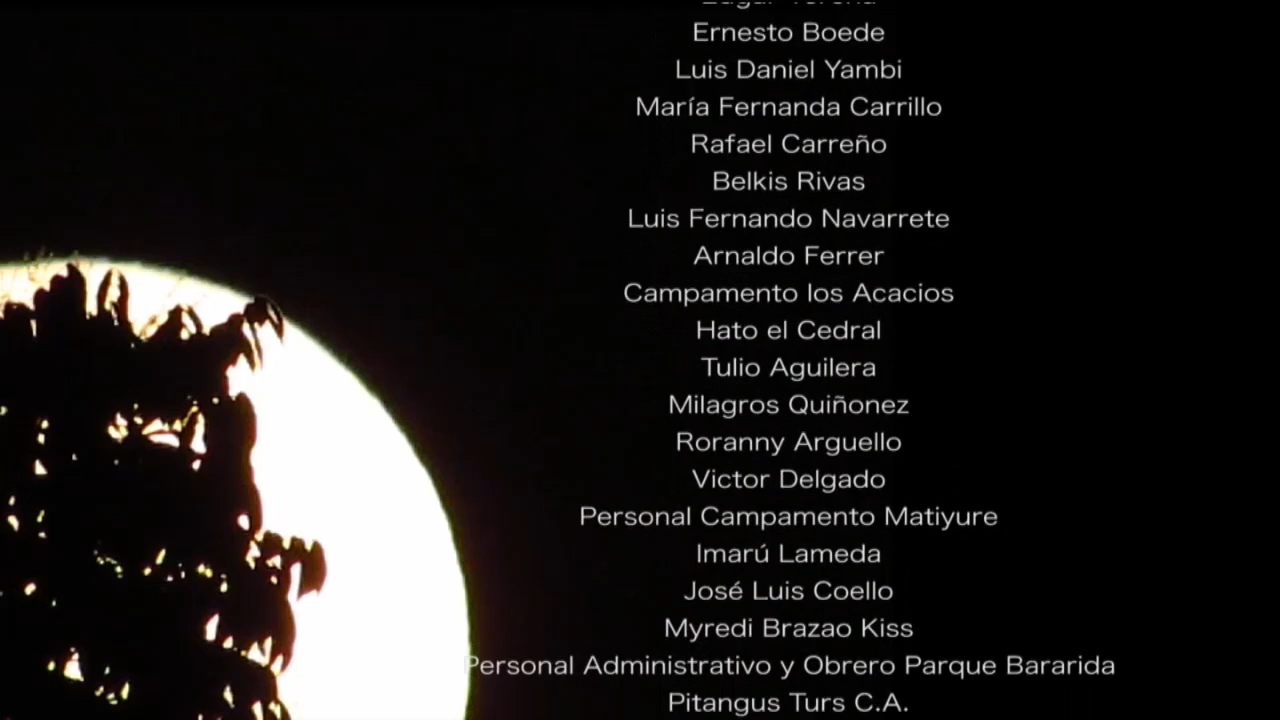 Ernesto Boede
Luis Daniel Yambi
María Fernanda Carrillo
Rafael Carreño
Belkis Rivas
Luis Fernando Navarrete
Arnaldo Ferrer
Campamento los Acacios
Hato el Cedral
Tulio Aguilera
Milagros Quiñonez
Roranny Arguello
Victor Delgado
Personal Campamento Matiyure
Imarú Lameda
José Luis Coello
Myredi Brazao Kiss
Personal Administrativo y Obrero Parque Bararida
Pitangus Turs C.A.